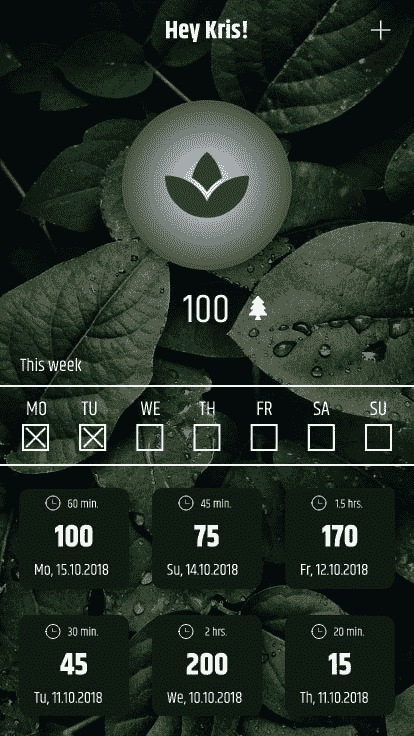 Hey Kris!
100
This week
MO TU WE TH FR SA SU
60 min. 45 min. 1.5 hrs.
100 75 170
Mo, 15.10.2018 Su, 14.10.2018 Fr, 12.10.2018
30 min. 2 hrs. 20 min.
45 200 15
Tu, 11.10.2018 We, 10.10.2018 Th, 11.10.2018